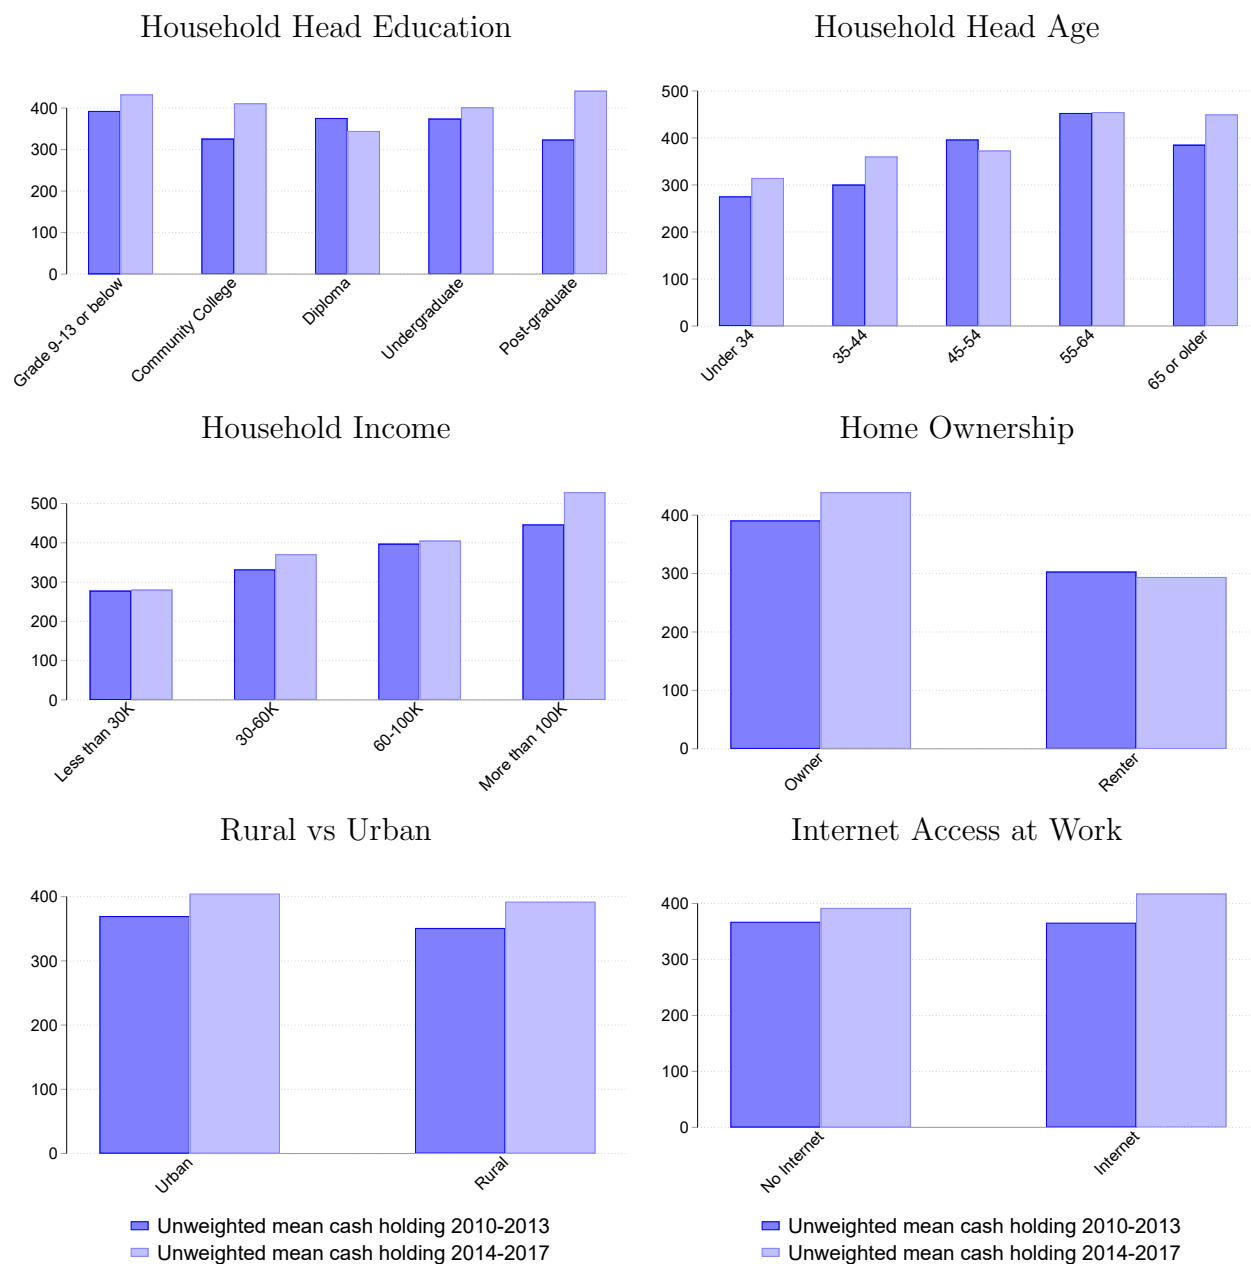 Household Head Education
400
300
200
100
0
Grade 9-13 or below
Community College
Diploma
Undergraduate
Post-graduate
Household Head Age
500
400
300
200
100
0
Under 34
35-44
45-54
55-64
65 or older
Household Income
500
400
300
200
100
0
Less than 30K
30-60K
60-100K
More than 100K
Home Ownership
400
300
200
100
0
Owner
Renter
Rural vs Urban
400
300
200
100
0
Urban
Rural
Unweighted mean cash holding 2010-2013
Unweighted mean cash holding 2014-2017
Internet Access at Work
400
300
200
100
0
No Internet
Internet
Unweighted mean cash holding 2010-2013
Unweighted mean cash holding 2014-2017